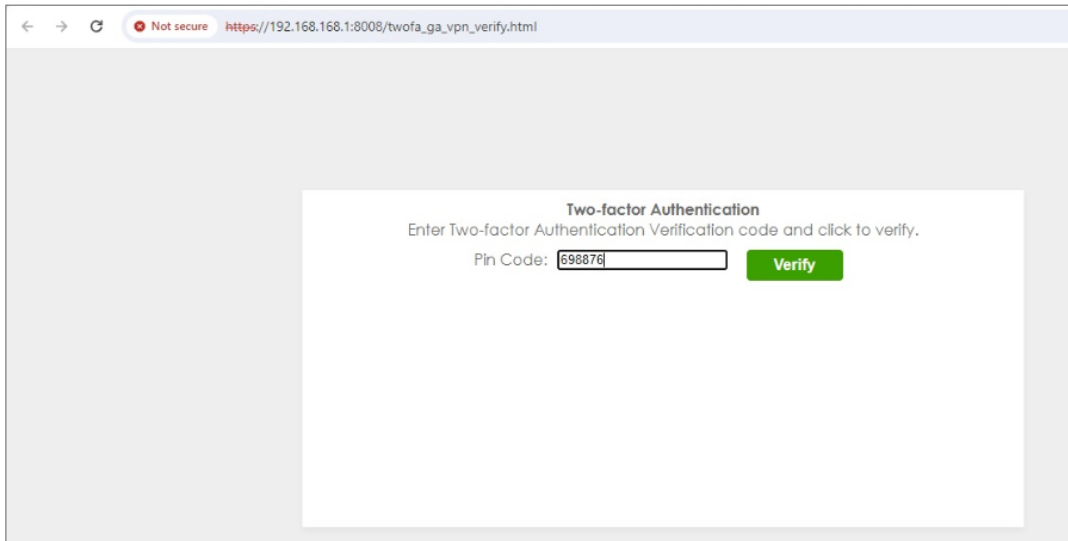 Not secure https://192.168.168.1:8008/twofa_ga_vpn_verify.html
Two-factor Authentication
Enter Two-factor Authentication Verification code and click to verify.
Pin Code: 698876 Verify